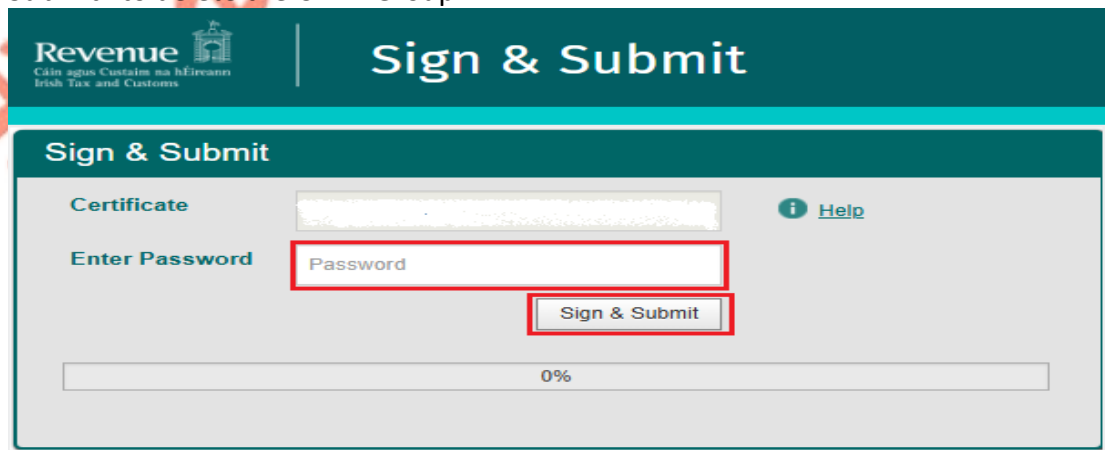 Revenue
Cáin agus Custaim na hÉireann
Irish Tax and Customs
Sign & Submit
Sign & Submit
Certificate
Help
Enter Password
Password
Sign & Submit
0%